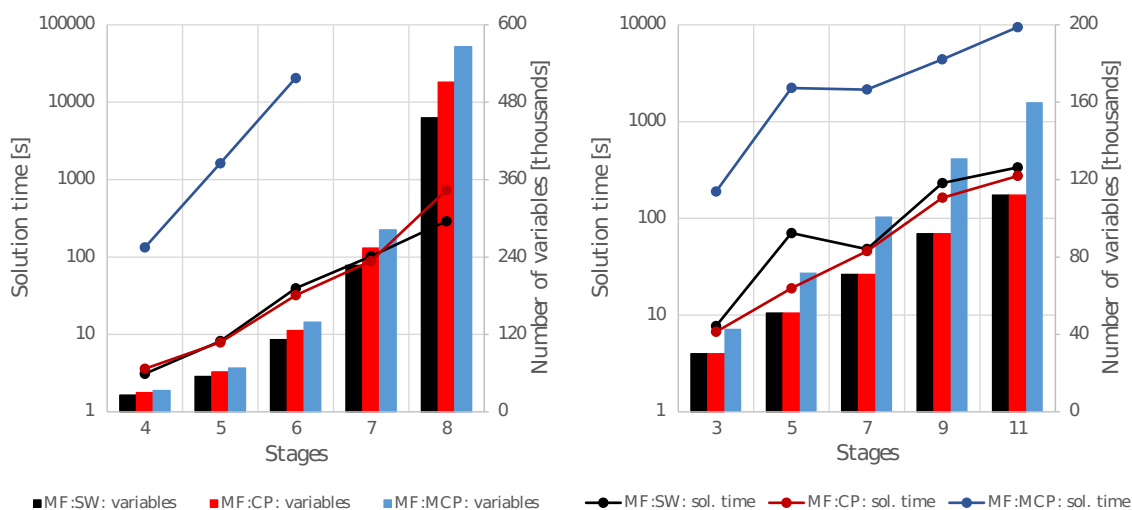 100000
10000
1000
100
10
1
Solution time [s]
600
480
360
240
120
0
Number of variables [thousands]
4 5 6 7 8
Stages
10000
1000
100
10
1
Solution time [s]
200
160
120
80
40
0
Number of variables [thousands]
3 5 7 9 11
Stages
MF:SW: variables MF:CP: variables MF:MCP: variables MF:SW: sol. time MF:CP: sol. time MF:MCP: sol. time